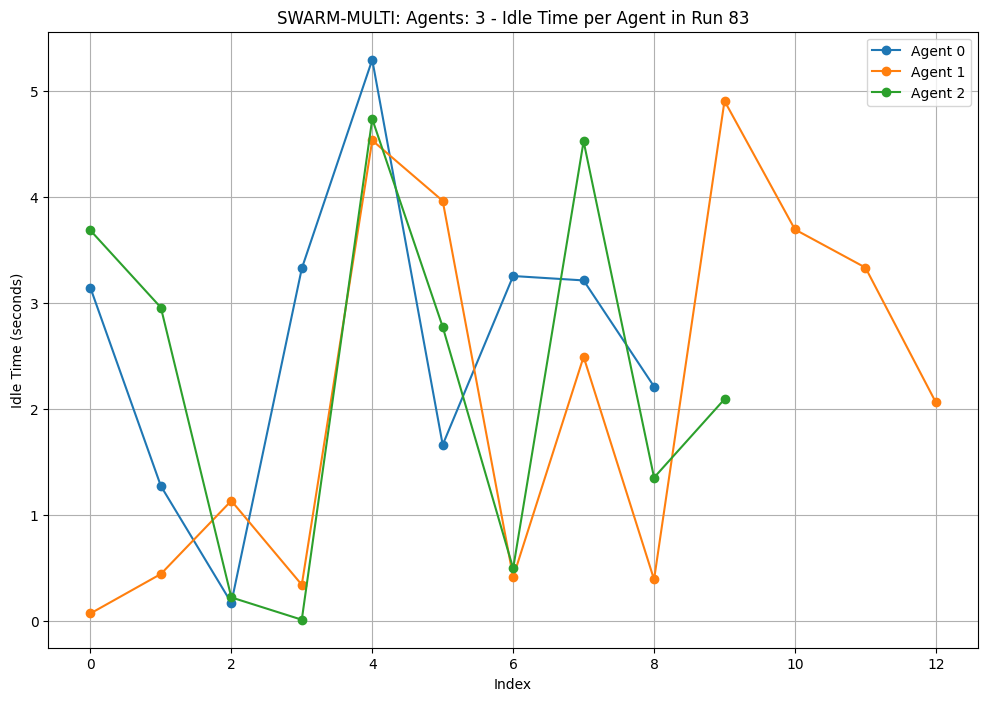 SWARM-MULTI: Agents: 3 - Idle Time per Agent in Run 83
Agent 0
Agent 1
Agent 2
Idle Time (seconds)
5
4
3
2
1
0
0 2 4 6 8 10 12
Index